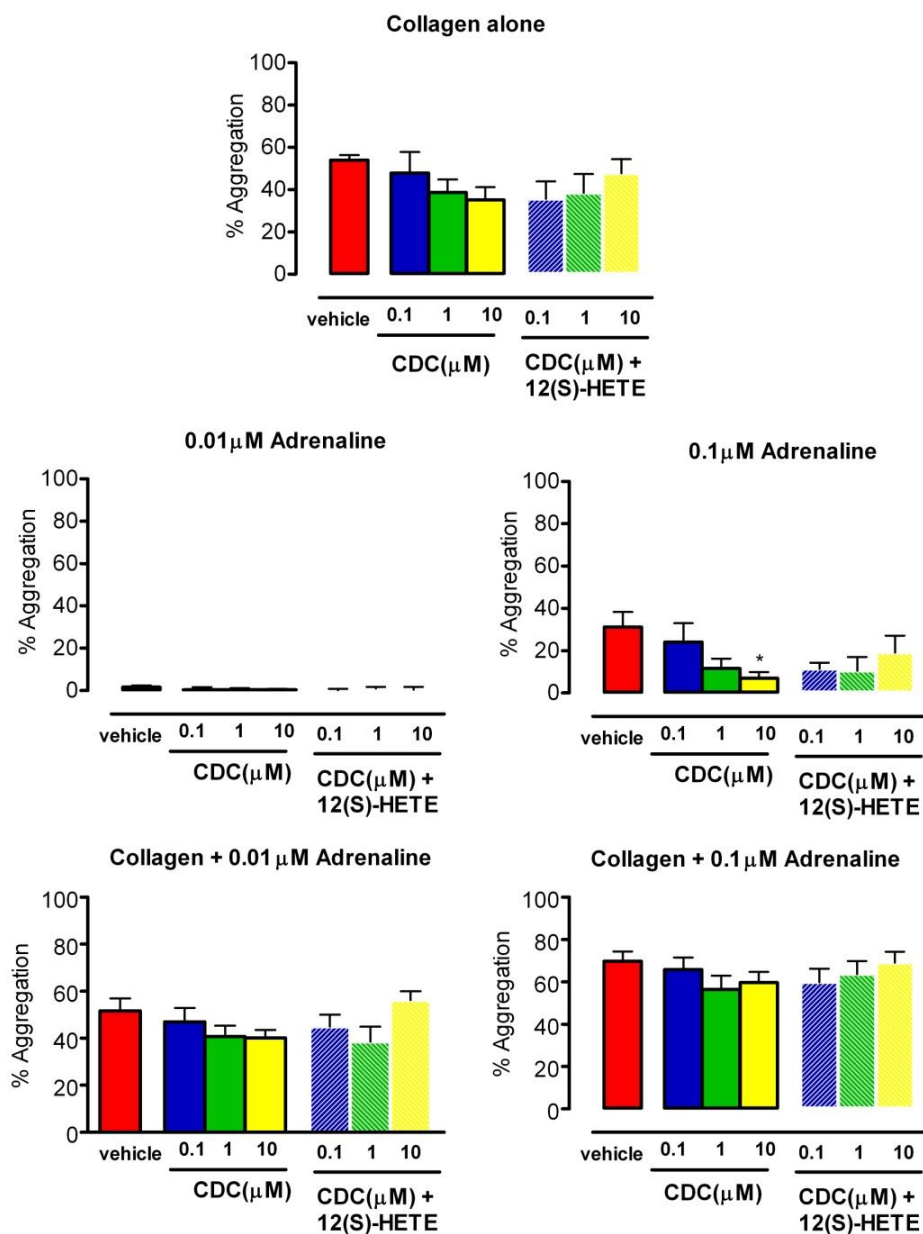 Collagen alone
100
80
60
40
20
0
% Aggregation
vehicle 0.1 1 10 0.1 1 10
CDC(μM) CDC(μM) +
12(S)-HETE
0.01μM Adrenaline
100
80
60
40
20
0
% Aggregation
vehicle 0.1 1 10 0.1 1 10
CDC(μM) CDC(μM) +
12(S)-HETE
0.1μM Adrenaline
100
80
60
40
20
0
% Aggregation
*
vehicle 0.1 1 10 0.1 1 10
CDC(μM) CDC(μM) +
12(S)-HETE
Collagen + 0.01 μM Adrenaline
100
80
60
40
20
0
% Aggregation
vehicle 0.1 1 10 0.1 1 10
CDC(μM) CDC(μM) +
12(S)-HETE
Collagen + 0.1μM Adrenaline
100
80
60
40
20
0
% Aggregation
vehicle 0.1 1 10 0.1 1 10
CDC(μM) CDC(μM) +
12(S)-HETE